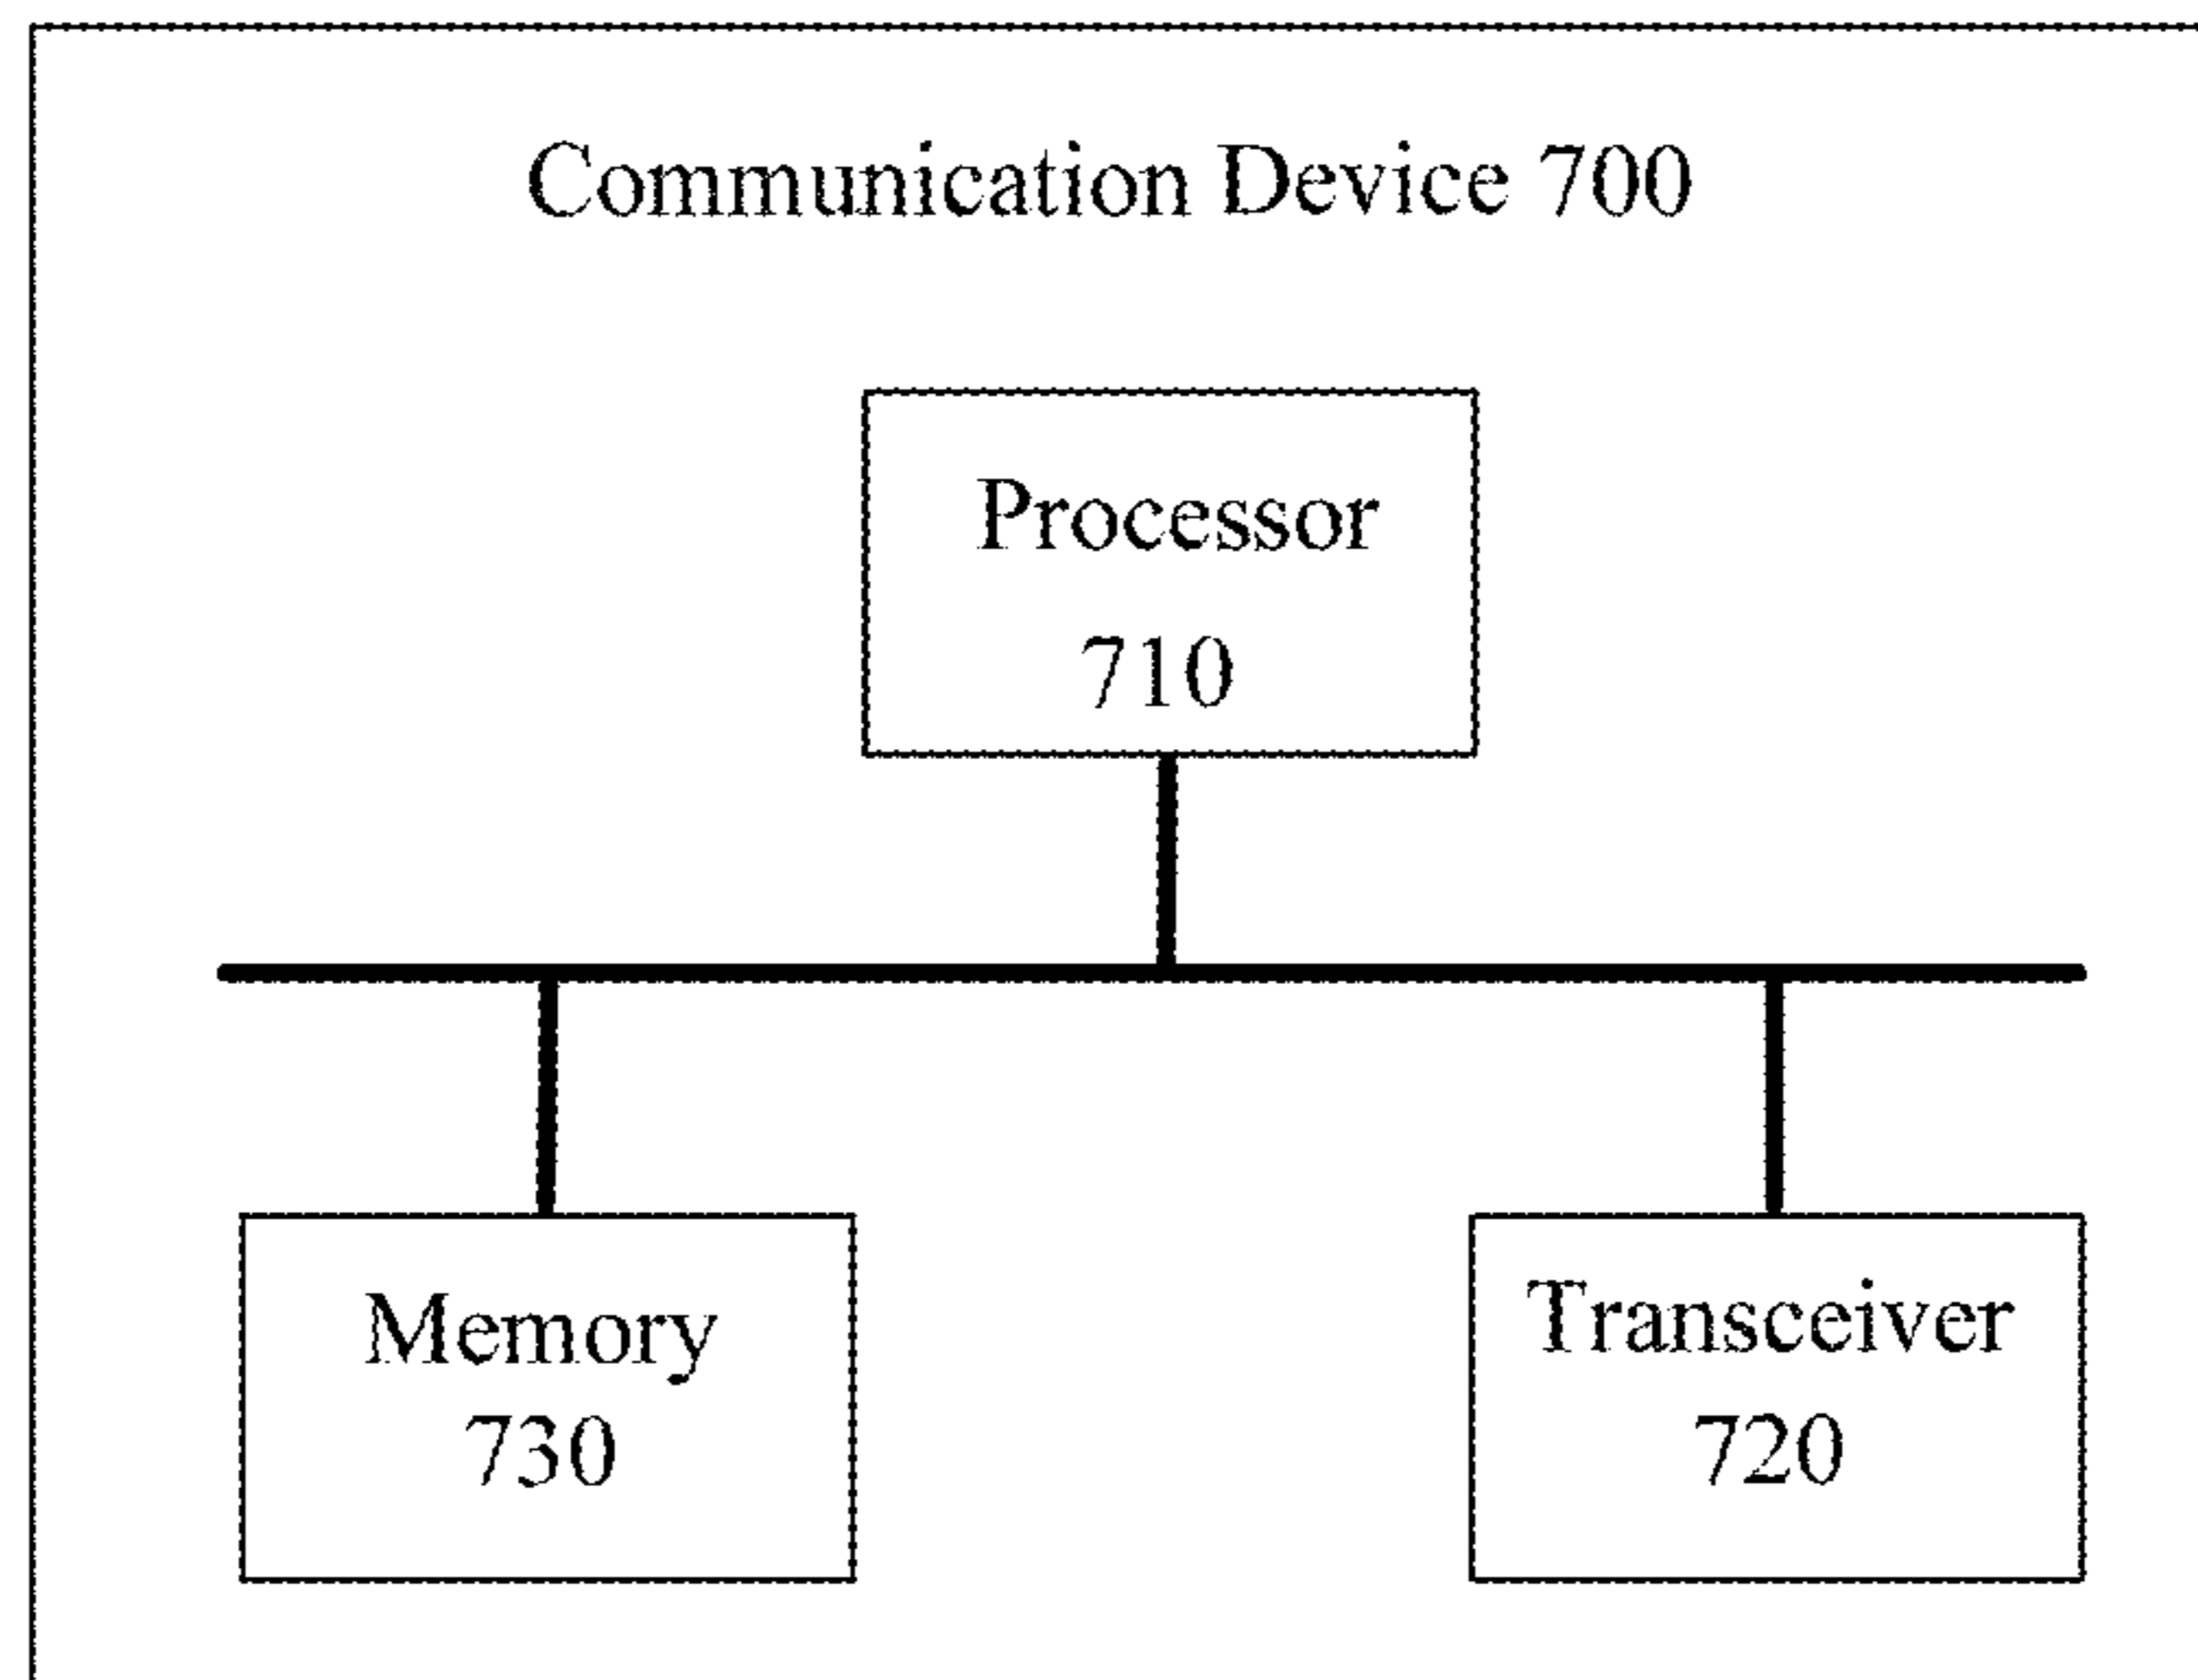 Communication Device 700
Processor
710
Memory
730
Transceiver
720